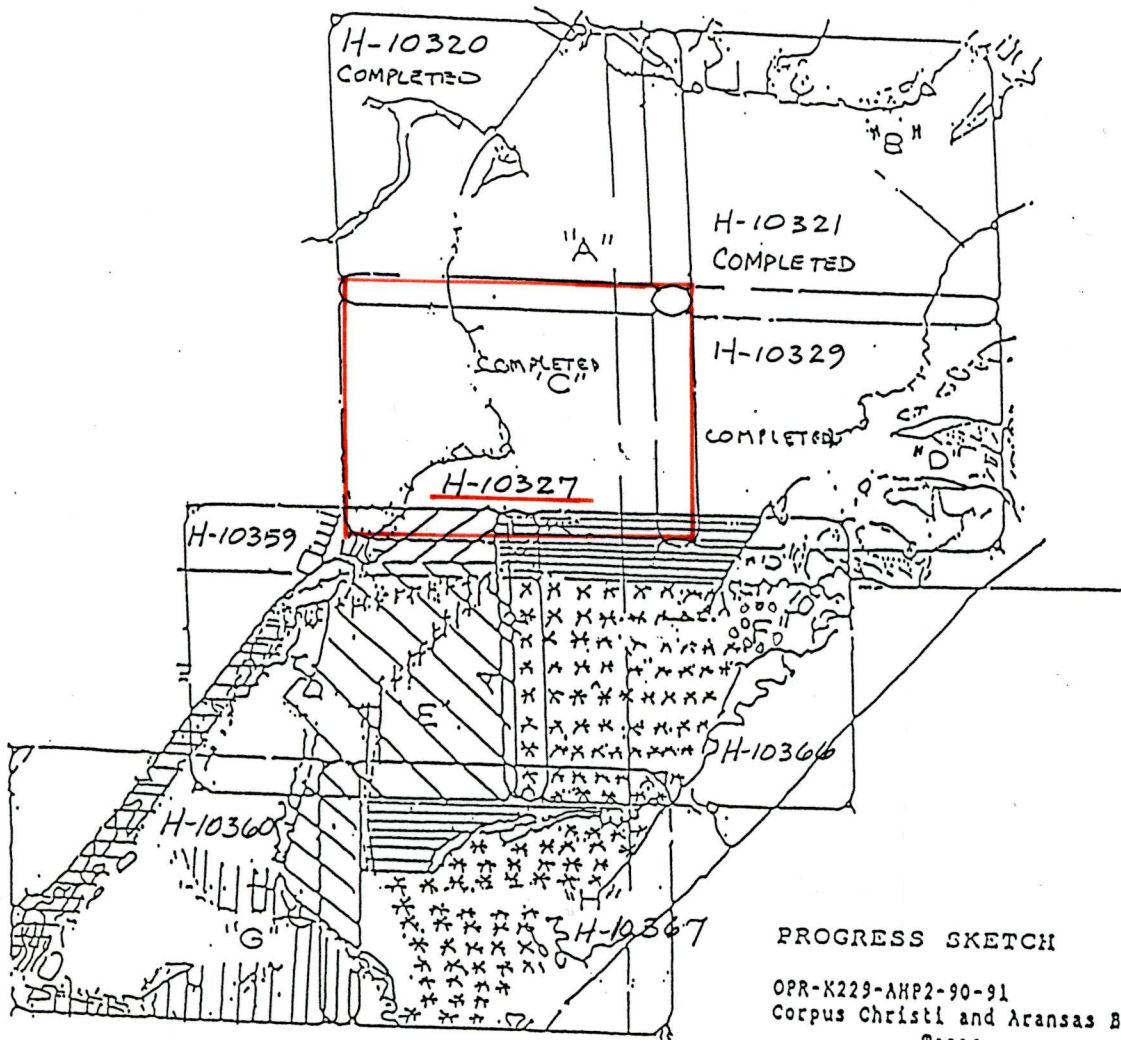 H-10320
COMPLETED
"B"
H-10321
COMPLETED
"A"
H-10329
COMPLETED
"C"
COMPLETED
"D"
H-10327
H-10359
E
H-10366
H-10360
"H"
H-10367
"G"
PROGRESS SKETCH
OPR-K229-AHP2-90-91
Corpus Christi and Aransas B